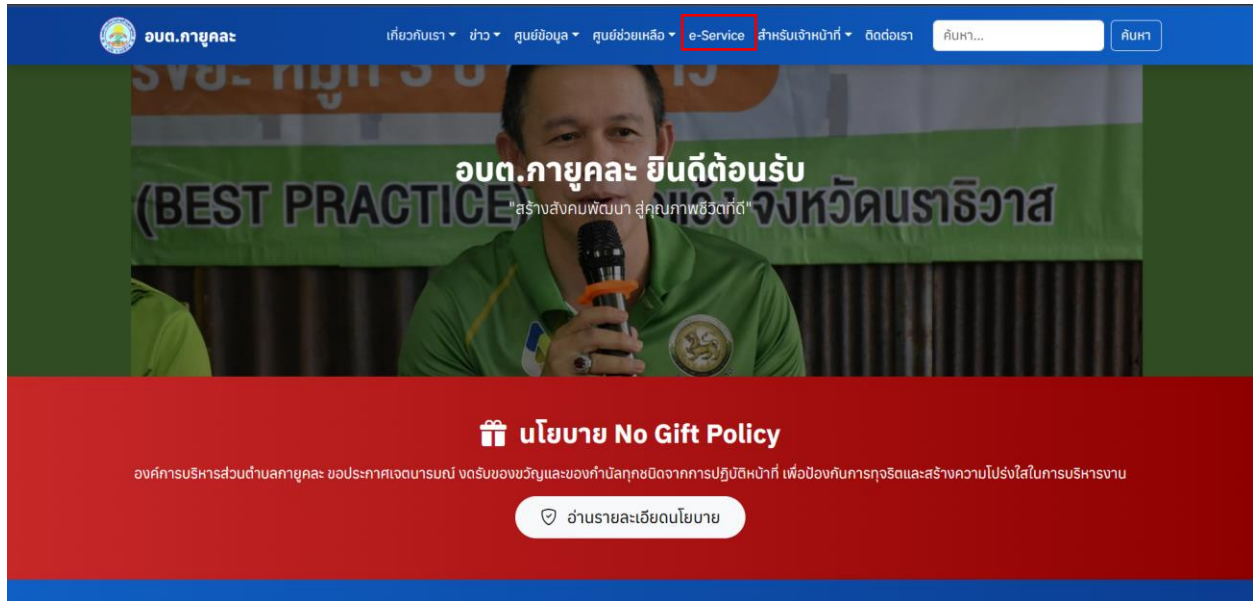 อบต.กายูคละ
เกี่ยวกับเรา ข่าว ศูนย์ข้อมูล ศูนย์ช่วยเหลือ e-Service สำหรับเจ้าหน้าที่ ติดต่อเรา ค้นหา... ค้นหา
อบต.กายูคละ ยินดีต้อนรับ
"สร้างสังคมพัฒนา สู่คุณภาพชีวิตที่ดี"
(BEST PRACTICE) จังหวัดนราธิวาส
นโยบาย No Gift Policy
องค์การบริหารส่วนตำบลกายูคละ ขอประกาศเจตนารมณ์ งดรับของขวัญและของกำนัลทุกชนิดจากการปฏิบัติหน้าที่ เพื่อป้องกันการทุจริตและสร้างความโปร่งใสในการบริหารงาน
อ่านรายละเอียดนโยบาย